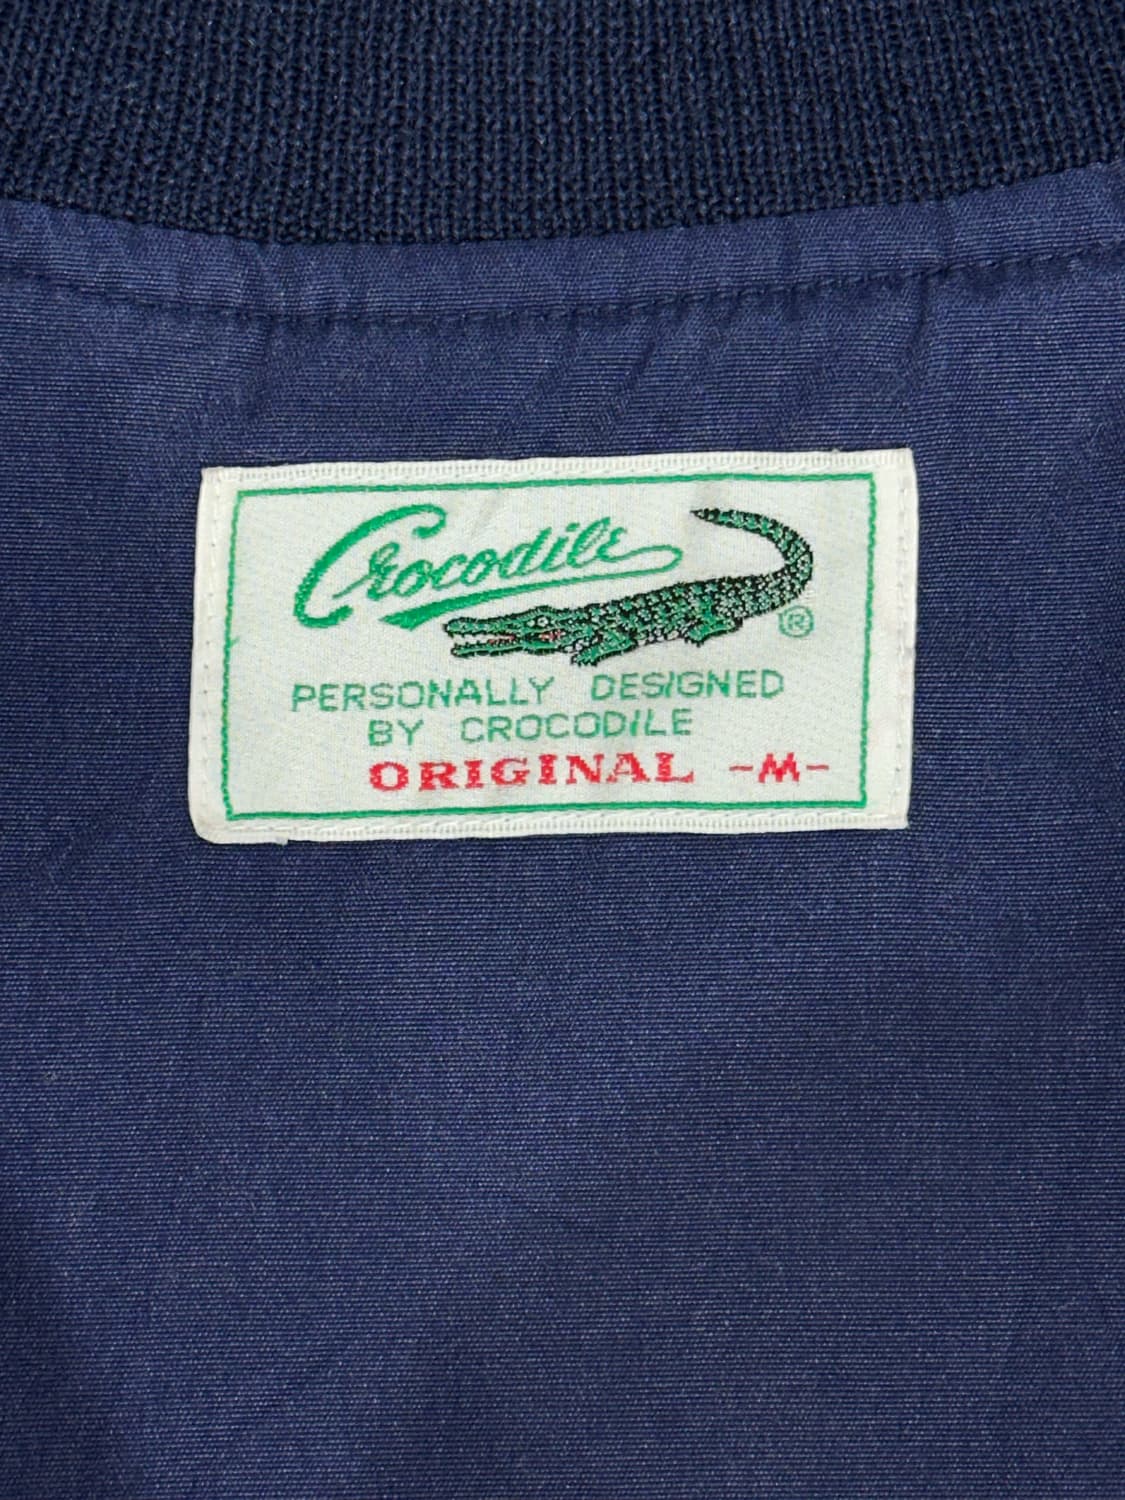 Crocodile
®
PERSONALLY DESIGNED
BY CROCODILE
ORIGINAL -M-